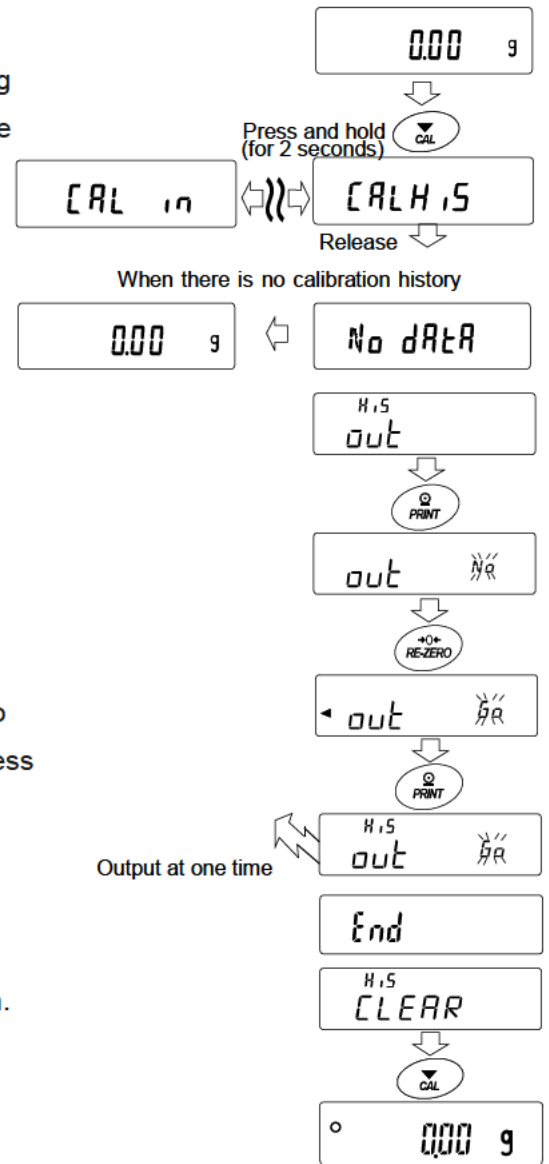 0.00 g
g
e
Press and hold
(for 2 seconds)
CAL
CAL in
CALHiS
Release
When there is no calibration history
0.00 g
No dAtA
HiS
out
PRINT
out No
→0←
RE-ZERO
◄ out Go
o
ess
PRINT
HiS
out Go
Output at one time
End
HiS
CLEAR
n.
CAL
0.00 g